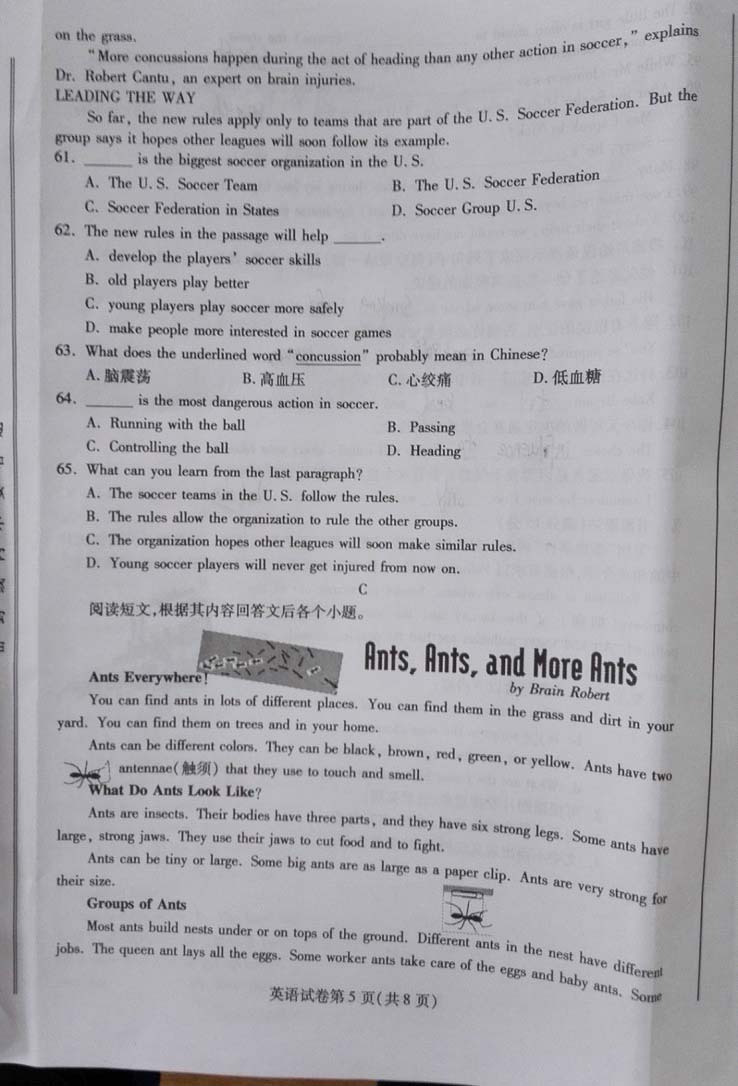 on the grass.
“More concussions happen during the act of heading than any other action in soccer,” explains
Dr. Robert Cantu, an expert on brain injuries.
LEADING THE WAY
So far, the new rules apply only to teams that are part of the U. S. Soccer Federation. But the
group says it hopes other leagues will soon follow its example.
61. ______ is the biggest soccer organization in the U. S.
A. The U. S. Soccer Team B. The U. S. Soccer Federation
C. Soccer Federation in States D. Soccer Group U. S.
62. The new rules in the passage will help ______.
A. develop the players’ soccer skills
B. old players play better
C. young players play soccer more safely
D. make people more interested in soccer games
63. What does the underlined word “concussion” probably mean in Chinese?
A. 脑震荡 B. 高血压 C. 心绞痛 D. 低血糖
64. ______ is the most dangerous action in soccer.
A. Running with the ball B. Passing
C. Controlling the ball D. Heading
65. What can you learn from the last paragraph?
A. The soccer teams in the U. S. follow the rules.
B. The rules allow the organization to rule the other groups.
C. The organization hopes other leagues will soon make similar rules.
D. Young soccer players will never get injured from now on.
C
阅读短文,根据其内容回答文后各个小题。
Ants, Ants, and More Ants
by Brain Robert
Ants Everywhere!
You can find ants in lots of different places. You can find them in the grass and dirt in your
yard. You can find them on trees and in your home.
Ants can be different colors. They can be black, brown, red, green, or yellow. Ants have two
antennae(触须) that they use to touch and smell.
What Do Ants Look Like?
Ants are insects. Their bodies have three parts, and they have six strong legs. Some ants have
large, strong jaws. They use their jaws to cut food and to fight.
Ants can be tiny or large. Some big ants are as large as a paper clip. Ants are very strong for
their size.
Groups of Ants
Most ants build nests under or on tops of the ground. Different ants in the nest have different
jobs. The queen ant lays all the eggs. Some worker ants take care of the eggs and baby ants. Some
英语试卷第 5 页(共 8 页)